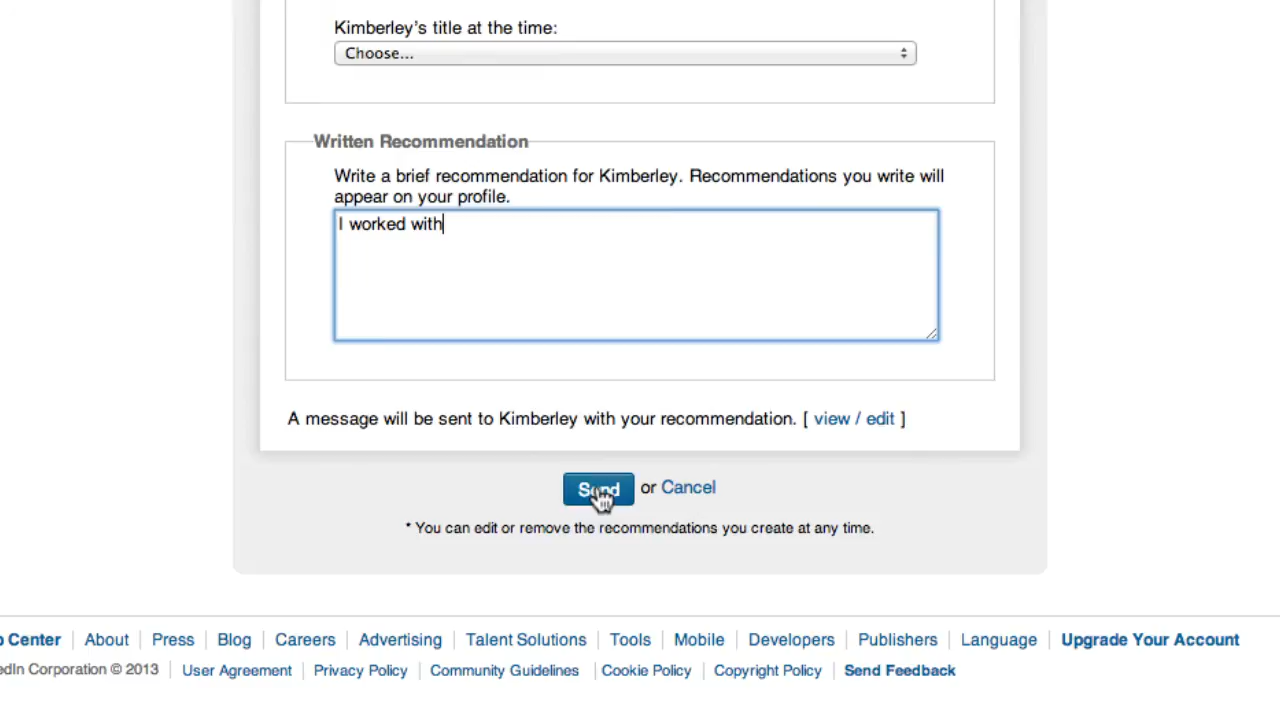 Kimberley's title at the time:
Choose...
Written Recommendation
Write a brief recommendation for Kimberley. Recommendations you write will
appear on your profile.
I worked with
A message will be sent to Kimberley with your recommendation. [ view / edit ]
Send or Cancel
* You can edit or remove the recommendations you create at any time.
Center About Press Blog Careers Advertising Talent Solutions Tools Mobile Developers Publishers Language Upgrade Your Account
edIn Corporation © 2013 User Agreement Privacy Policy Community Guidelines Cookie Policy Copyright Policy Send Feedback